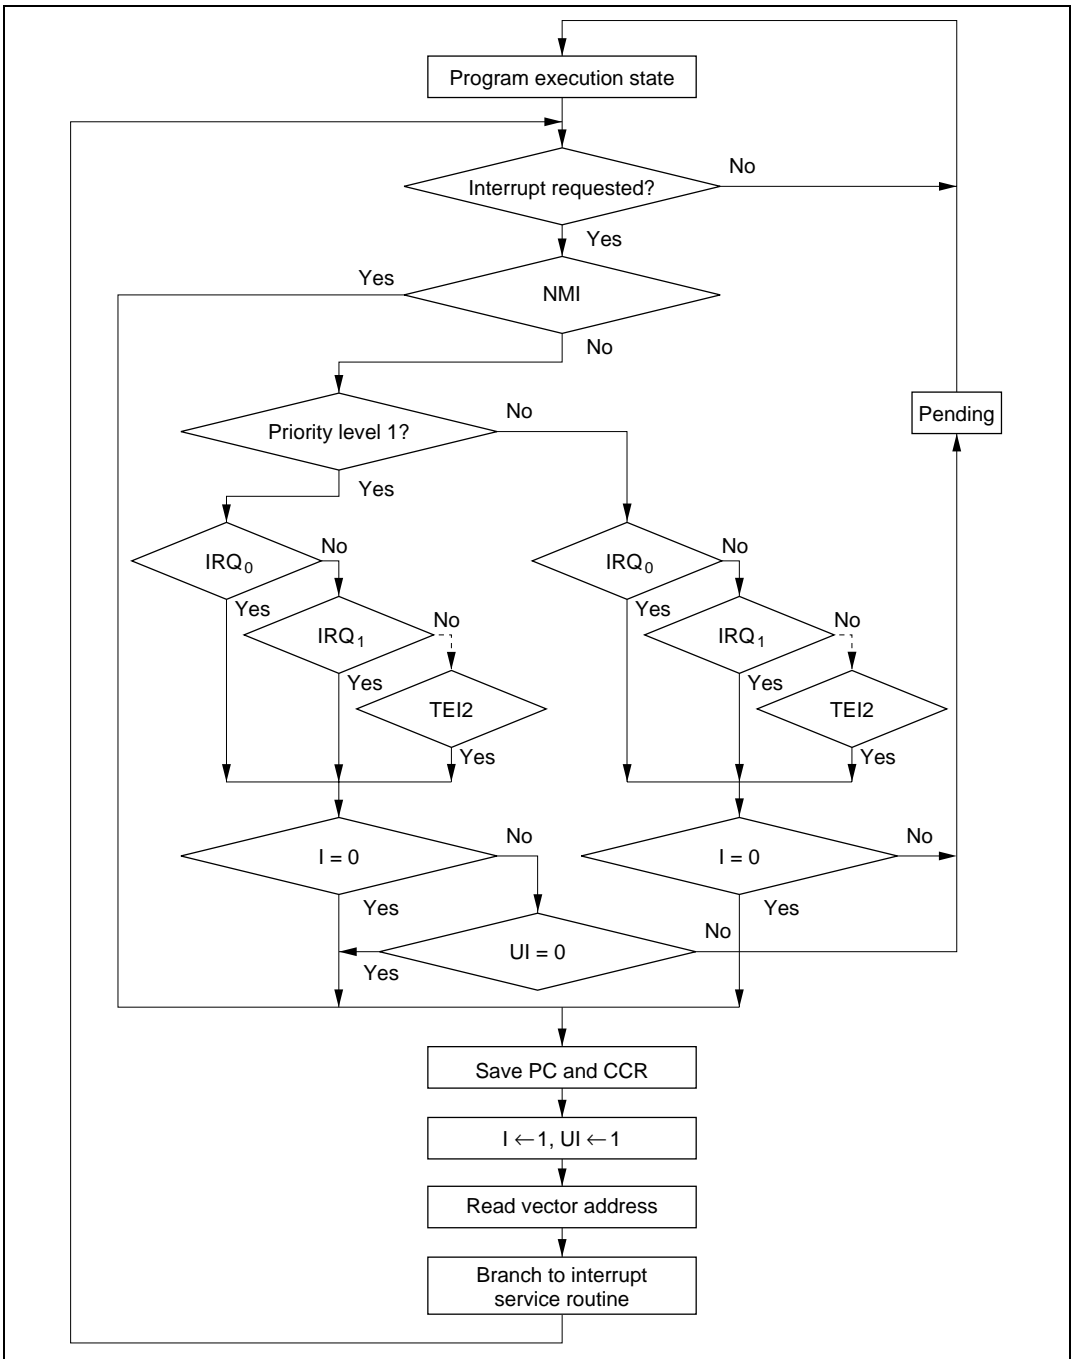 Program execution state
Interrupt requested?
No
Yes
Yes
NMI
No
Pending
Priority level 1?
No
Yes
IRQ0
No
Yes
IRQ1
No
Yes
TEI2
Yes
IRQ0
No
Yes
IRQ1
No
Yes
TEI2
Yes
I = 0
No
Yes
I = 0
No
Yes
UI = 0
No
Yes
Save PC and CCR
I ← 1, UI ← 1
Read vector address
Branch to interrupt
service routine